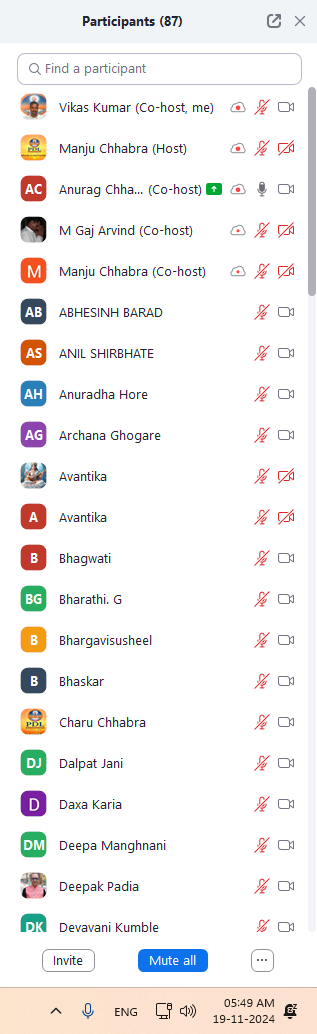 Participants (87)
Find a participant
Vikas Kumar (Co-host, me)
PDL Manju Chhabra (Host)
AC Anurag Chha... (Co-host)
M Gaj Arvind (Co-host)
M Manju Chhabra (Co-host)
AB ABHESINH BARAD
AS ANIL SHIRBHATE
AH Anuradha Hore
AG Archana Ghogare
Avantika
A Avantika
B Bhagwati
BG Bharathi. G
B Bhargavisusheel
B Bhaskar
PDL Charu Chhabra
DJ Dalpat Jani
D Daxa Karia
DM Deepa Manghnani
Deepak Padia
DK Devayani Kumble
Invite Mute all ...
ENG 05:49 AM
19-11-2024